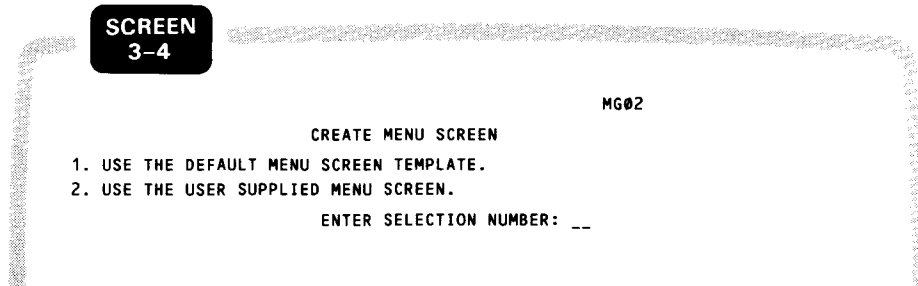 SCREEN
3–4
MG02
CREATE MENU SCREEN
1. USE THE DEFAULT MENU SCREEN TEMPLATE.
2. USE THE USER SUPPLIED MENU SCREEN.
ENTER SELECTION NUMBER: __